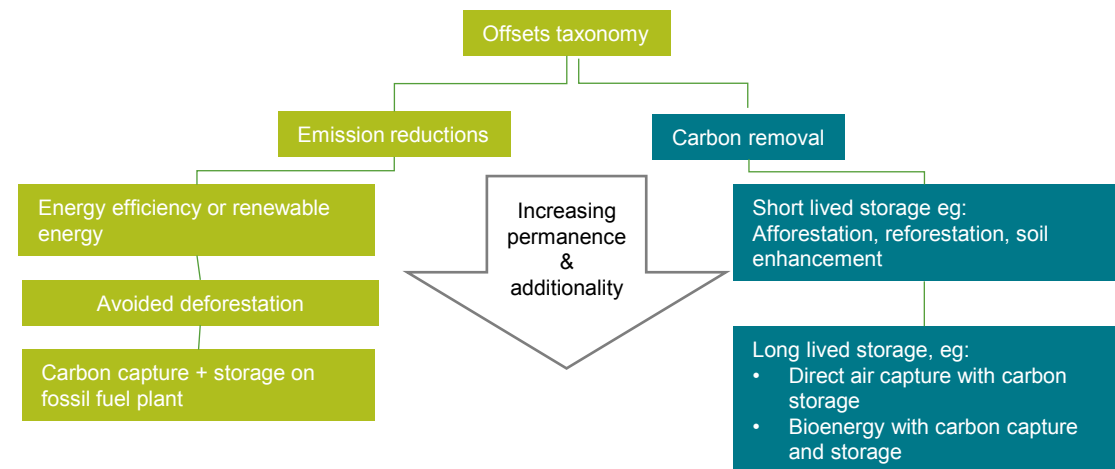 Offsets taxonomy
Emission reductions
Carbon removal
Energy efficiency or renewable
energy
Avoided deforestation
Carbon capture + storage on
fossil fuel plant
Increasing
permanence
&
additionality
Short lived storage eg:
Afforestation, reforestation, soil
enhancement
Long lived storage, eg:
• Direct air capture with carbon
storage
• Bioenergy with carbon capture
and storage